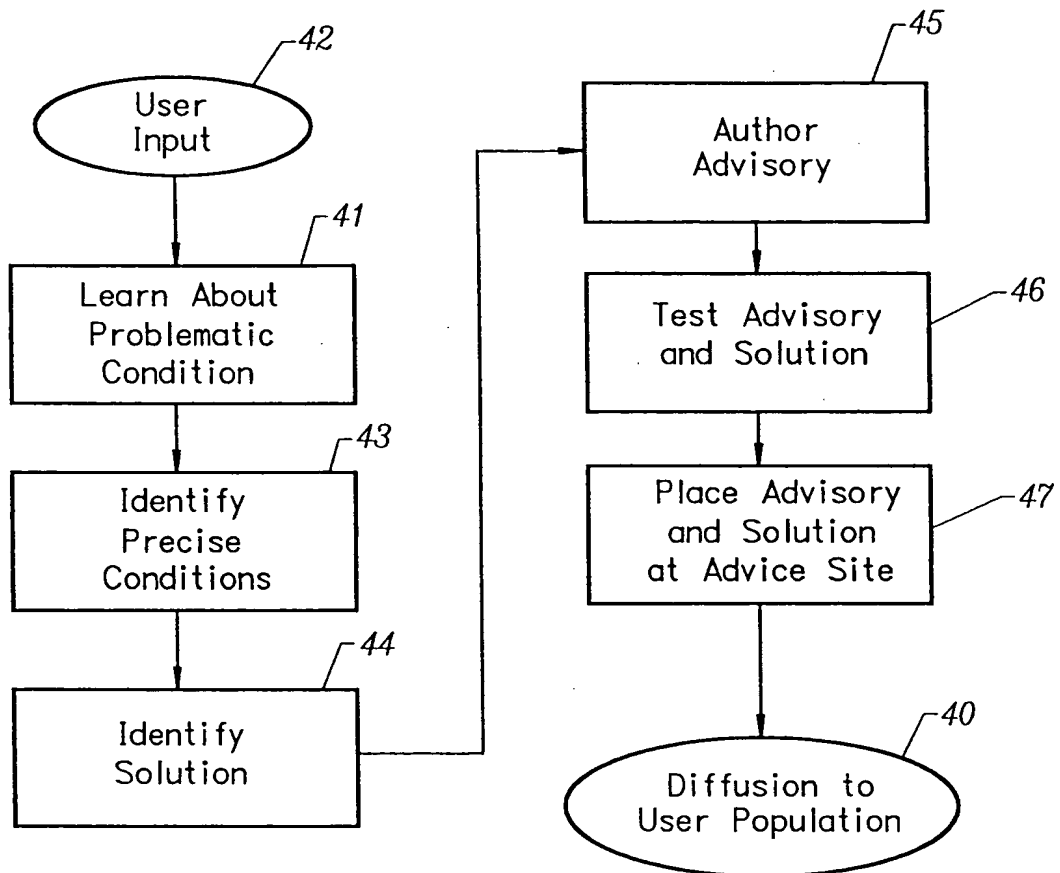 42
User
Input
41
Learn About
Problematic
Condition
43
Identify
Precise
Conditions
44
Identify
Solution
45
Author
Advisory
46
Test Advisory
and Solution
47
Place Advisory
and Solution
at Advice Site
40
Diffusion to
User Population